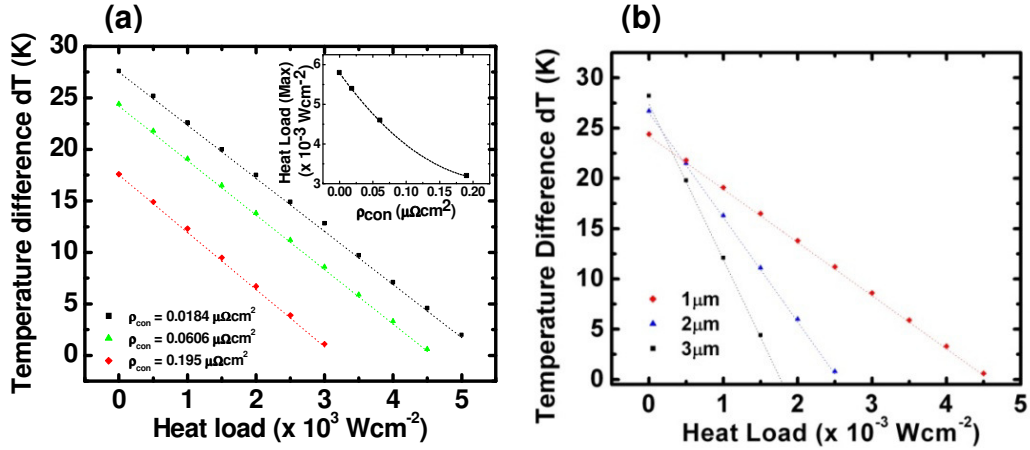 (a)
Temperature difference dT (K)
30
25
20
15
10
5
0
0 1 2 3 4 5
Heat load (x 10³ Wcm⁻²)
ρcon = 0.0184 μΩcm²
ρcon = 0.0606 μΩcm²
ρcon = 0.195 μΩcm²
Heat Load (Max)
(x 10⁻³ Wcm⁻²)
6
5
4
3
0.00 0.05 0.10 0.15 0.20
ρcon (μΩcm²)
(b)
Temperature Difference dT (K)
30
25
20
15
10
5
0
0 1 2 3 4 5
Heat Load (x 10⁻³ Wcm⁻²)
1μm
2μm
3μm